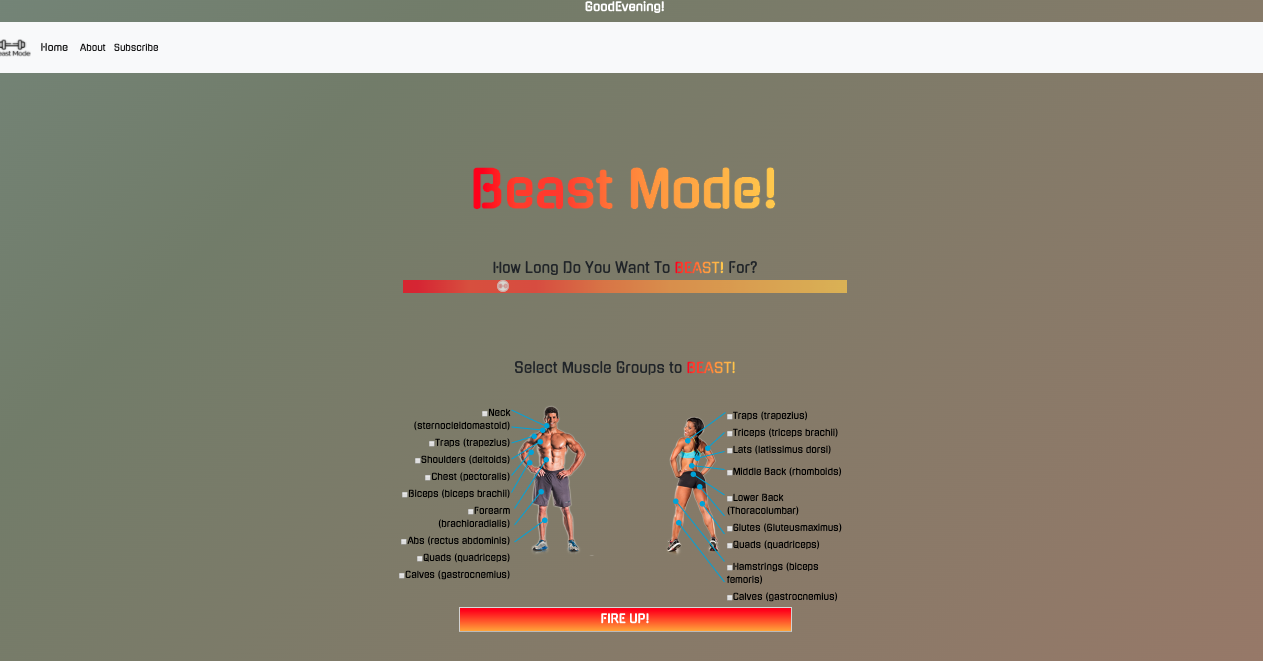 GoodEvening!
east Mode
Home About Subscribe
Beast Mode!
How Long Do You Want To BEAST! For?
Select Muscle Groups to BEAST!
Neck
(sternocleidomastoid)
Traps (trapezius)
Shoulders (deltoids)
Chest (pectoralis)
Biceps (biceps brachii)
Forearm
(brachioradialis)
Abs (rectus abdominis)
Quads (quadriceps)
Calves (gastrocnemius)
Traps (trapezius)
Triceps (triceps brachii)
Lats (latissimus dorsi)
Middle Back (rhomboids)
Lower Back
(Thoracolumbar)
Glutes (Gluteusmaximus)
Quads (quadriceps)
Hamstrings (biceps
femoris)
Calves (gastrocnemius)
FIRE UP!